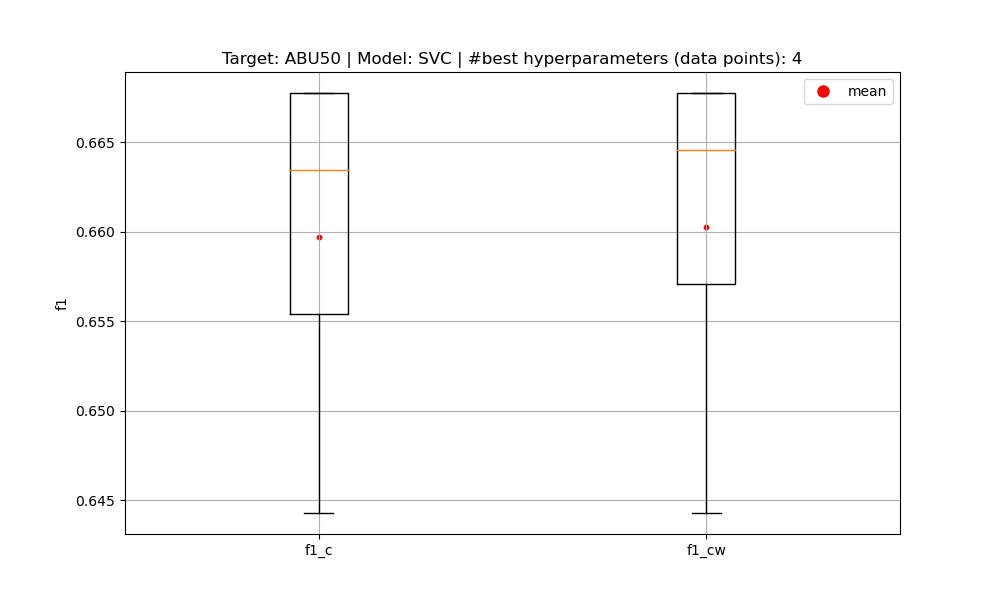 Target: ABU50 | Model: SVC | #best hyperparameters (data points): 4
mean
0.665
0.660
0.655
0.650
0.645
f1
f1_c
f1_cw